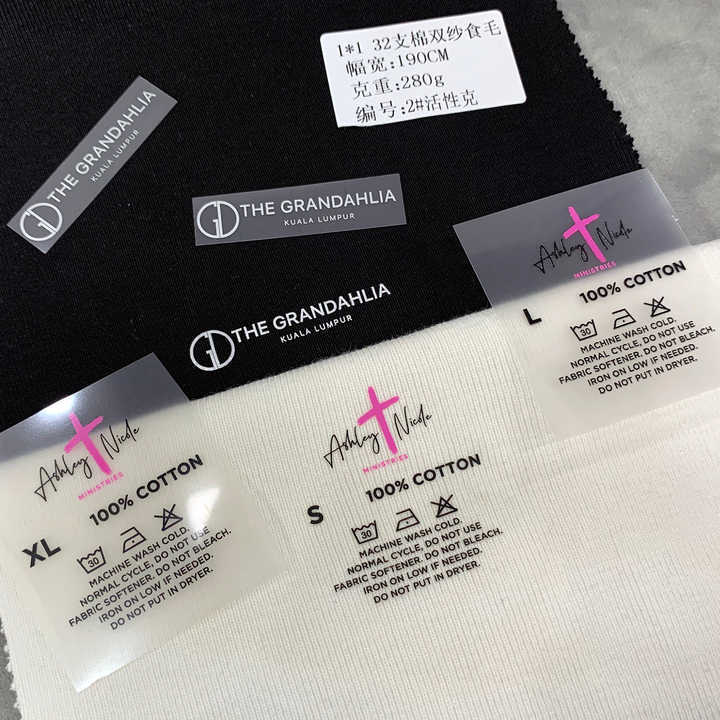 1*1 32支棉双纱食毛
幅宽:190CM
克重:280g
编号:2#活性克
THE GRANDAHLIA
KUALA LUMPUR
THE GRANDAHLIA
KUALA LUMPUR
THE GRANDAHLIA
KUALA LUMPUR
Ashley Nicole
MINISTRIES
L
100% COTTON
30
MACHINE WASH COLD.
NORMAL CYCLE, DO NOT USE
FABRIC SOFTENER. DO NOT BLEACH.
IRON ON LOW IF NEEDED.
DO NOT PUT IN DRYER.
Ashley Nicole
MINISTRIES
XL
100% COTTON
30
MACHINE WASH COLD.
NORMAL CYCLE, DO NOT USE
FABRIC SOFTENER. DO NOT BLEACH.
IRON ON LOW IF NEEDED.
DO NOT PUT IN DRYER.
Ashley Nicole
MINISTRIES
S
100% COTTON
30
MACHINE WASH COLD.
NORMAL CYCLE, DO NOT USE
FABRIC SOFTENER. DO NOT BLEACH.
IRON ON LOW IF NEEDED.
DO NOT PUT IN DRYER.